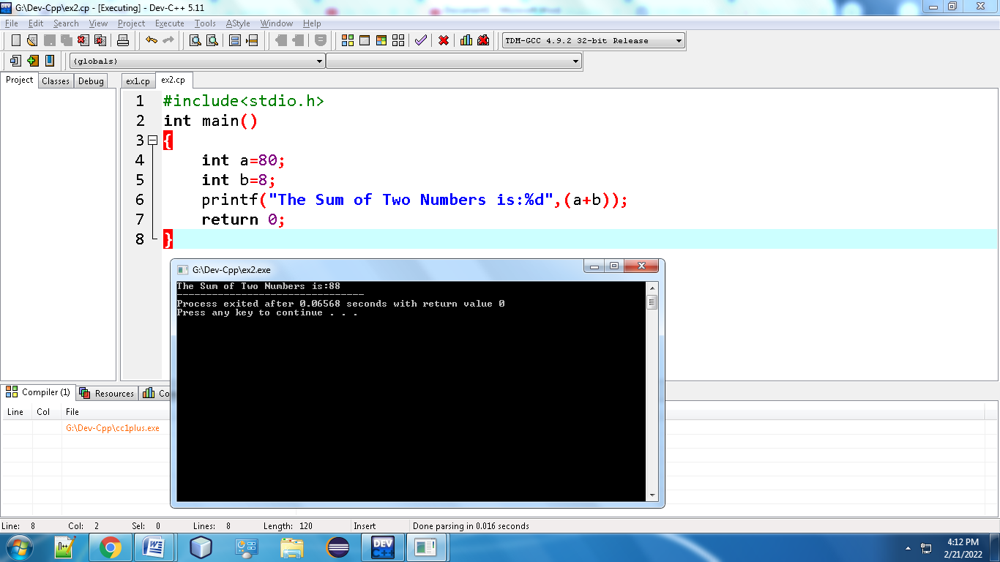 G:\Dev-Cpp\ex2.cp - [Executing] - Dev-C++ 5.11
File Edit Search View Project Execute Tools AStyle Window Help
TDM-GCC 4.9.2 32-bit Release
(globals)
Project Classes Debug ex1.cp ex2.cp
1 #include<stdio.h>
2 int main()
3 {
4 int a=80;
5 int b=8;
6 printf("The Sum of Two Numbers is:%d",(a+b));
7 return 0;
8 }
G:\Dev-Cpp\ex2.exe
The Sum of Two Numbers is:88
--------------------------------
Process exited after 0.06568 seconds with return value 0
Press any key to continue . . .
Compiler (1) Resources Co
Line Col File
G:\Dev-Cpp\cc1plus.exe
Line: 8 Col: 2 Sel: 0 Lines: 8 Length: 120 Insert Done parsing in 0.016 seconds
DEV C++
4:12 PM
2/21/2022